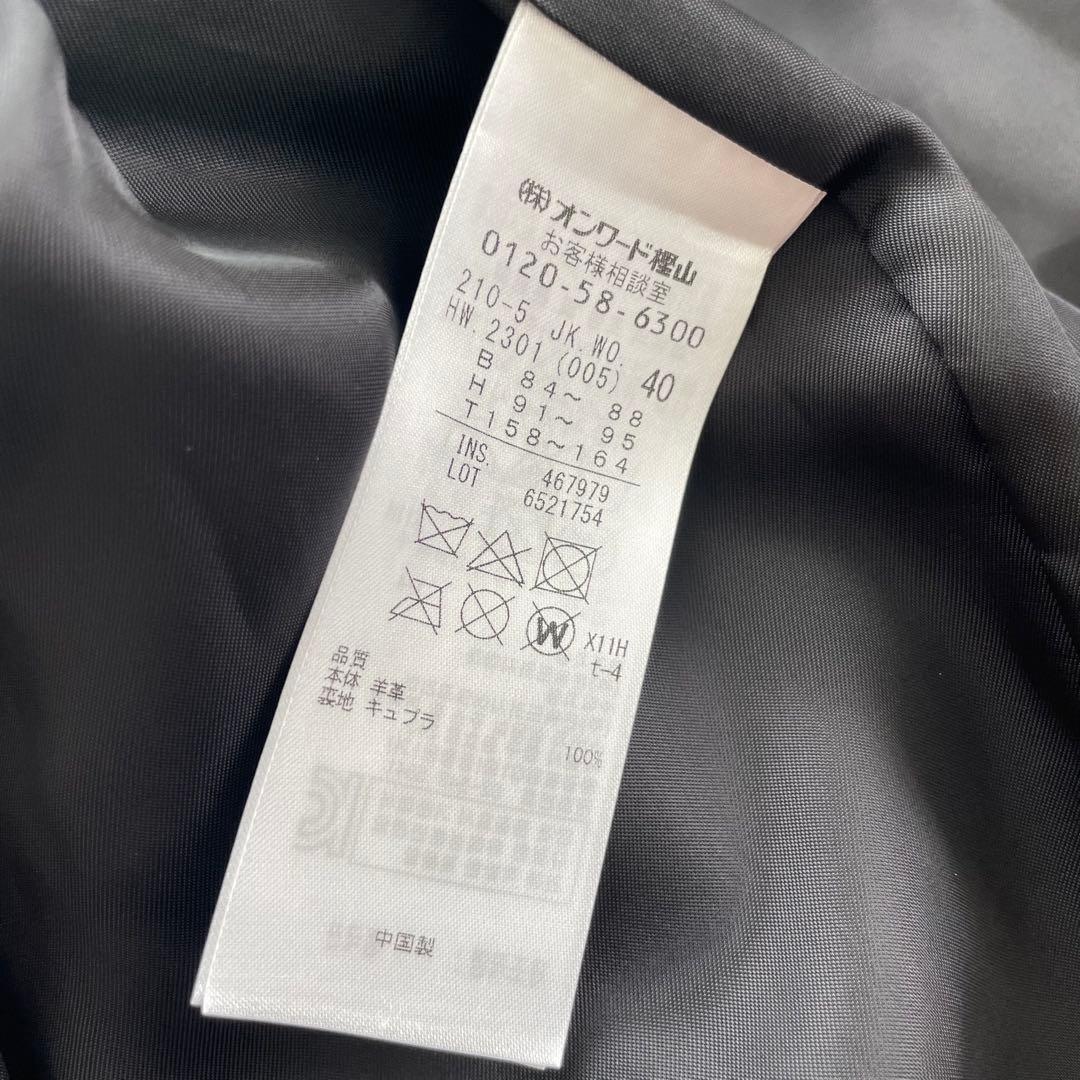 (株)オンワード樫山
お客様相談室
0120-58-6300
210-5 JK.WO.
HW.2301(005) 40
B 84～ 88
H 91～ 95
T158～164
INS. 467979
LOT 6521754
W X11H
t-4
品質
本体 羊革
裏地 キュプラ
100%
中国製